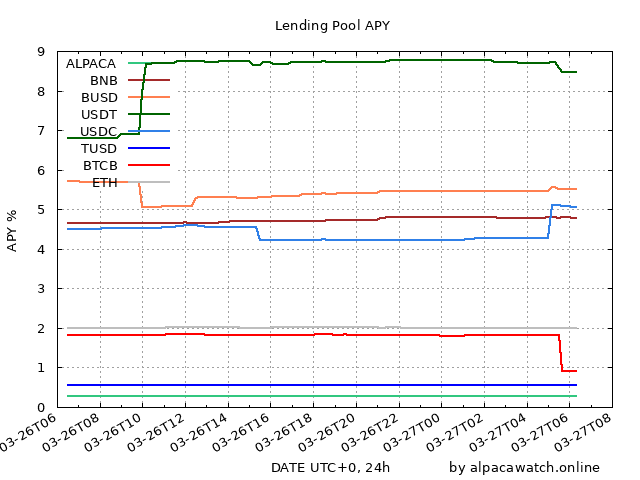 Lending Pool APY
9
8
7
6
5
4
3
2
1
0
APY %
ALPACA
BNB
BUSD
USDT
USDC
TUSD
BTCB
ETH
03-26T06
03-26T08
03-26T10
03-26T12
03-26T14
03-26T16
03-26T18
03-26T20
03-26T22
03-27T00
03-27T02
03-27T04
03-27T06
03-27T08
DATE UTC+0, 24h
by alpacawatch.online